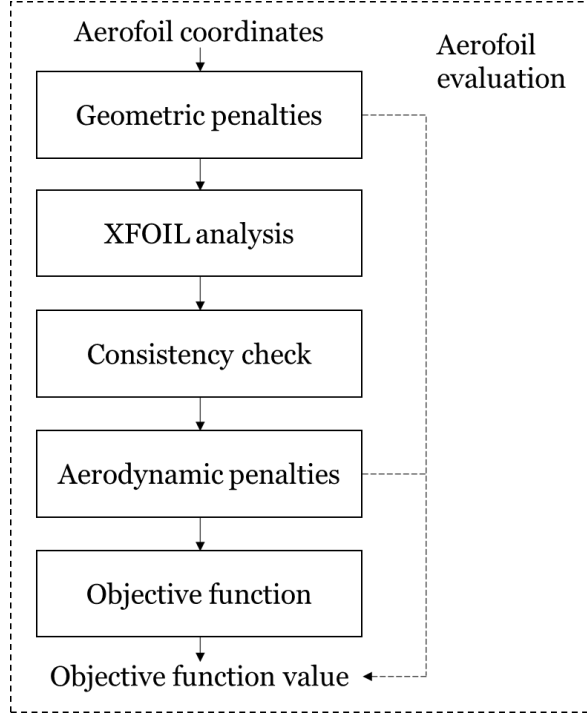 Aerofoil coordinates
Aerofoil
evaluation
Geometric penalties
XFOIL analysis
Consistency check
Aerodynamic penalties
Objective function
Objective function value